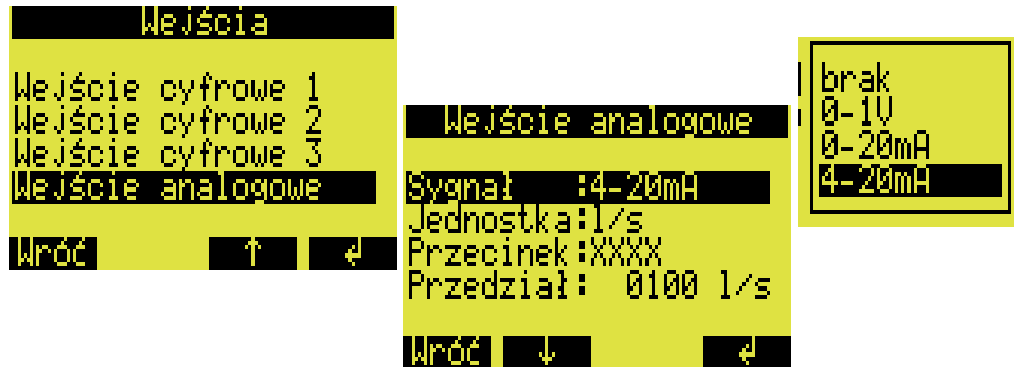 Wejścia
Wejście cyfrowe 1
Wejście cyfrowe 2
Wejście cyfrowe 3
Wejście analogowe
Wróć ↑ ↲
Wejście analogowe
Sygnał :4-20mA
Jednostka:l/s
Przecinek:XXXX
Przedział: 0100 l/s
Wróć ↓ ↲
brak
0-1V
0-20mA
4-20mA